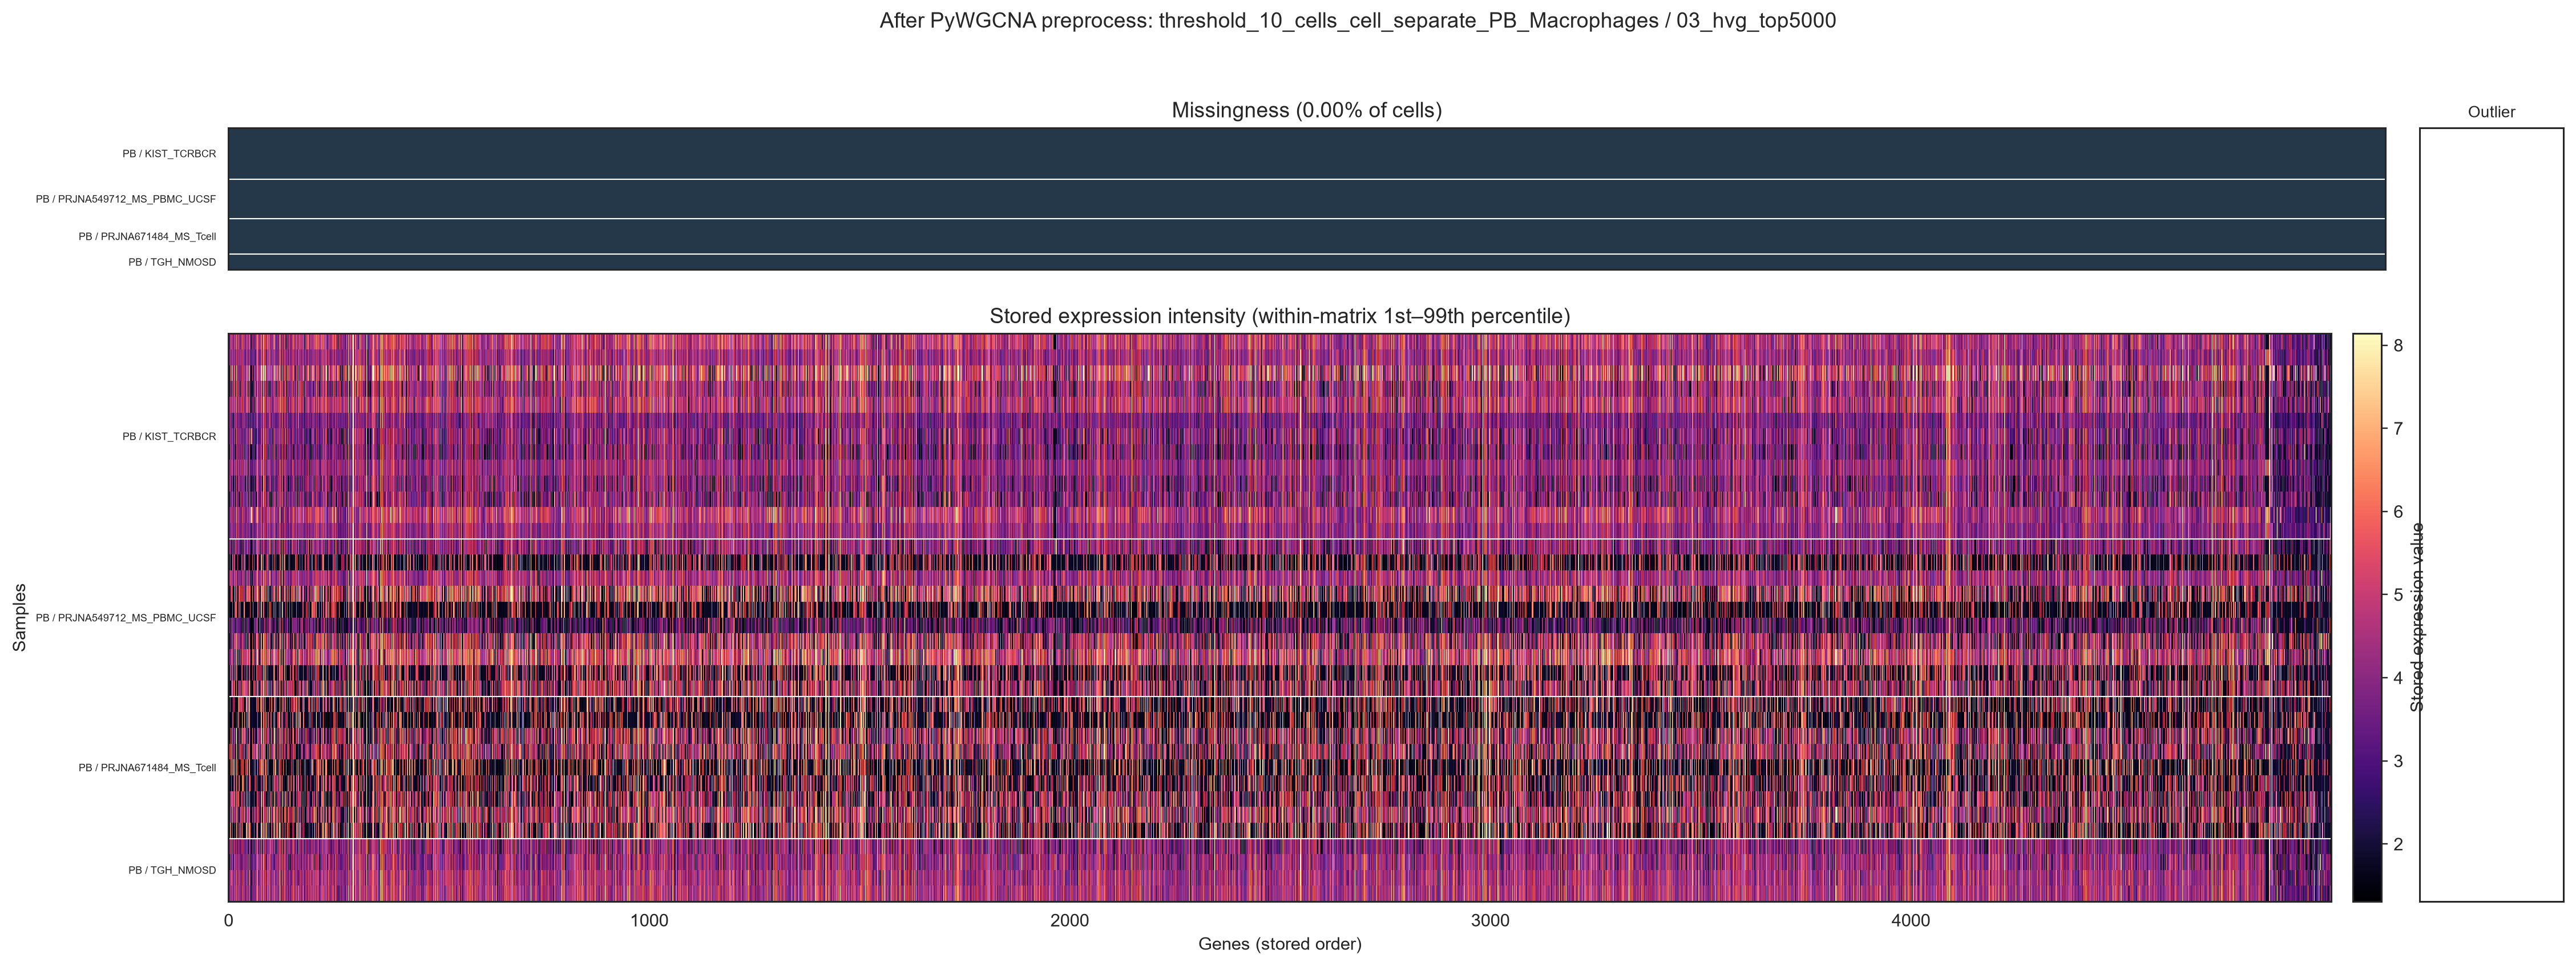 After PyWGCNA preprocess: threshold_10_cells_cell_separate_PB_Macrophages / 03_hvg_top5000
Missingness (0.00% of cells)
Outlier
PB / KIST_TCRBCR
PB / PRJNA549712_MS_PBMC_UCSF
PB / PRJNA671484_MS_Tcell
PB / TGH_NMOSD
Stored expression intensity (within-matrix 1st–99th percentile)
Samples
PB / KIST_TCRBCR
PB / PRJNA549712_MS_PBMC_UCSF
PB / PRJNA671484_MS_Tcell
PB / TGH_NMOSD
8
7
6
5
4
3
2
Stored expression value
0
1000
2000
3000
4000
Genes (stored order)